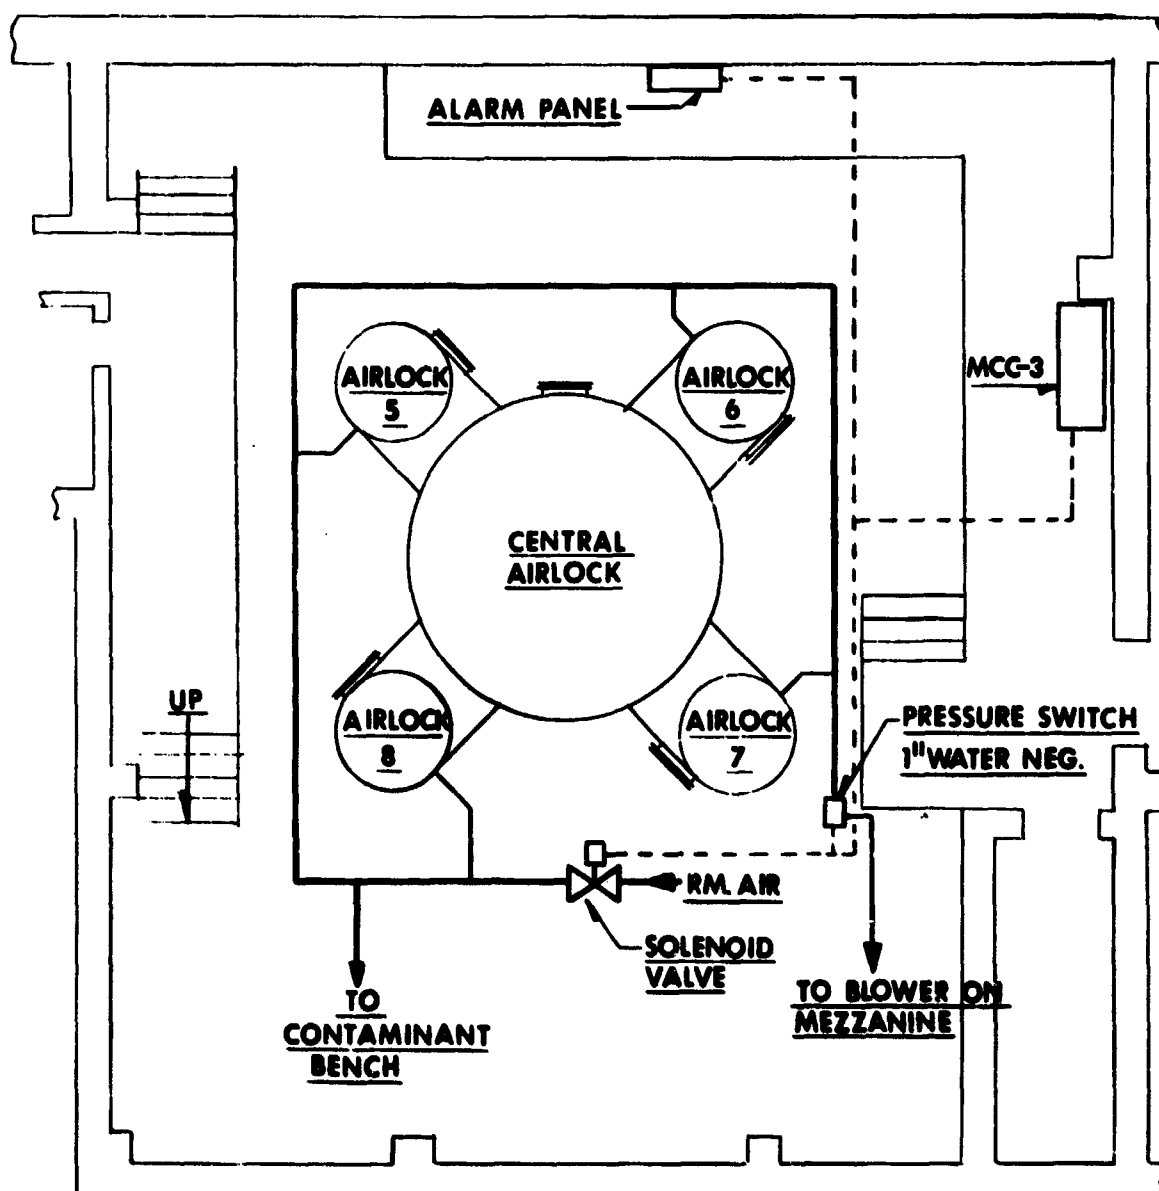 ALARM PANEL
AIRLOCK
5
AIRLOCK
6
MCC-3
CENTRAL
AIRLOCK
UP
AIRLOCK
8
AIRLOCK
7
PRESSURE SWITCH
1" WATER NEG.
RM. AIR
SOLENOID
VALVE
TO
CONTAMINANT
BENCH
TO BLOWER ON
MEZZANINE